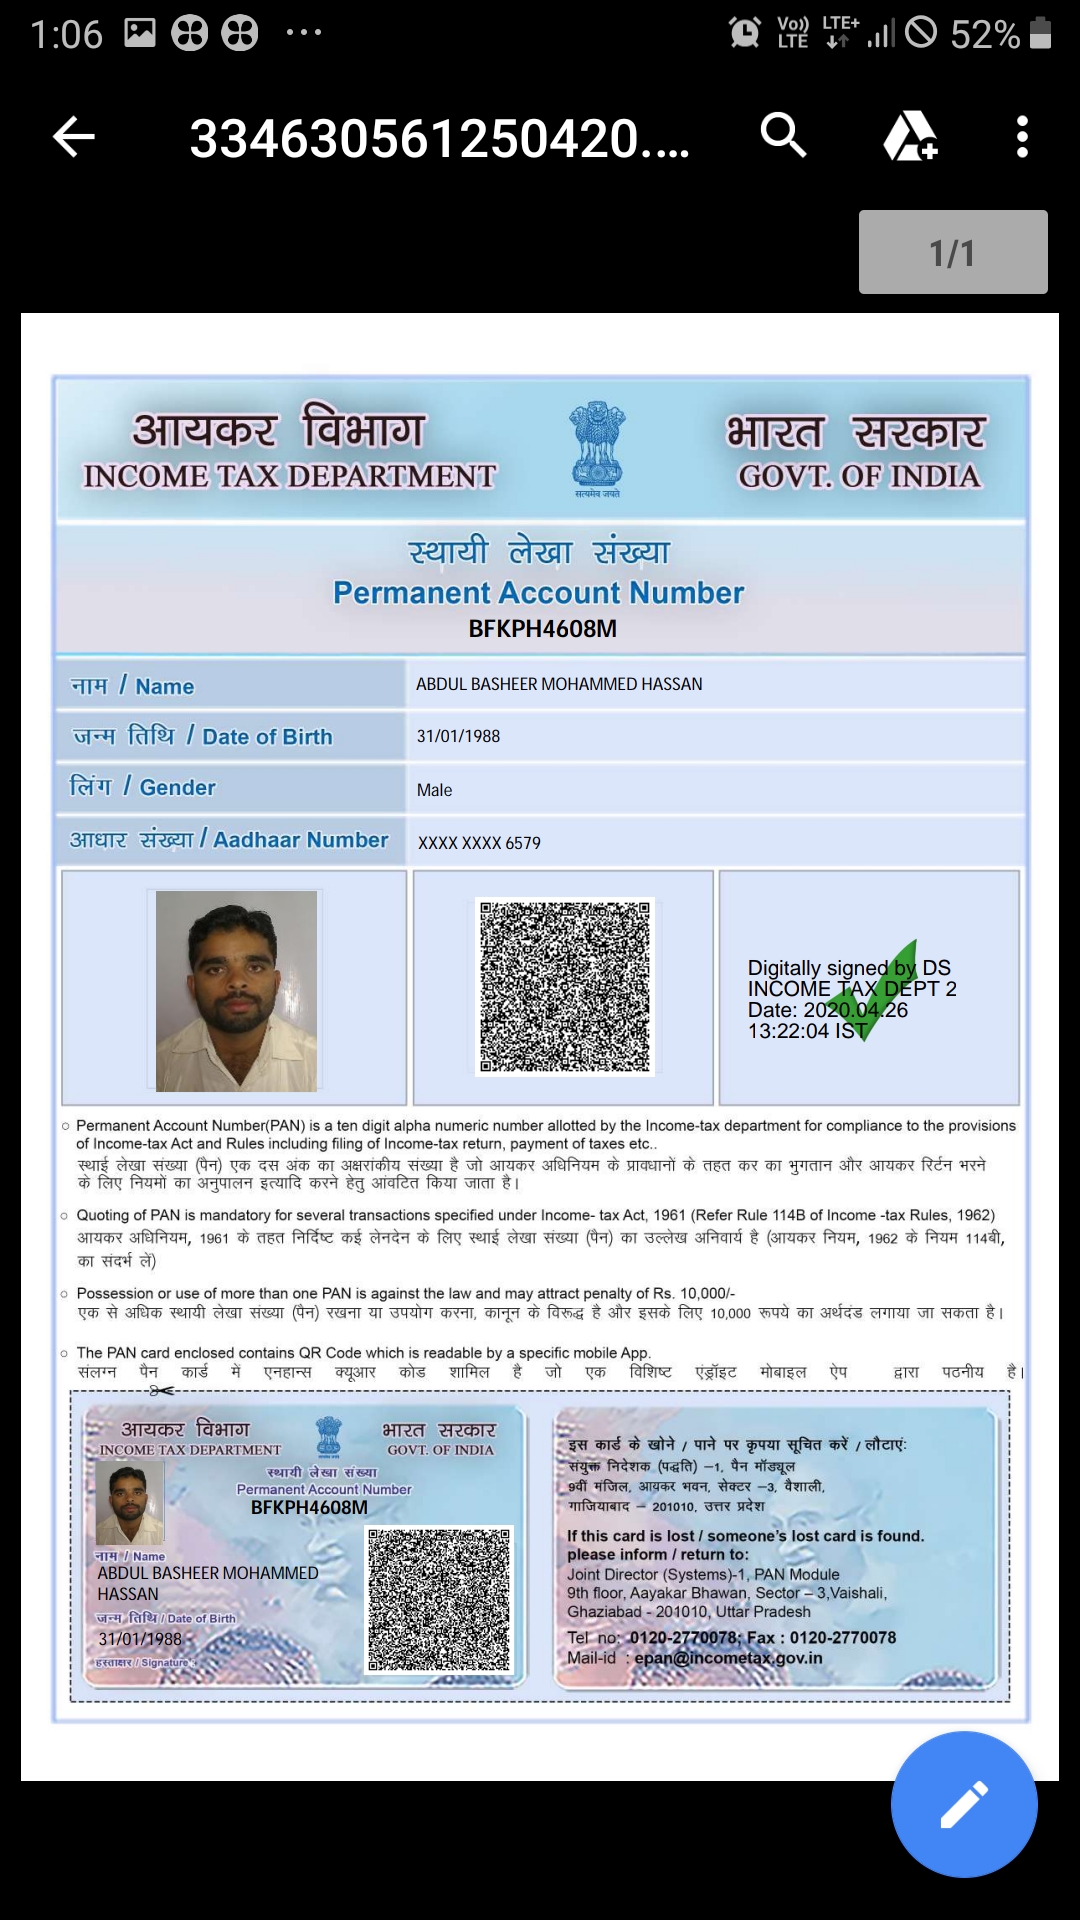 1:06 ... Vo)) LTE LTE+ 52%
334630561250420....
1/1
आयकर विभाग
INCOME TAX DEPARTMENT
सत्यमेव जयते
भारत सरकार
GOVT. OF INDIA
स्थायी लेखा संख्या
Permanent Account Number
BFKPH4608M
नाम / Name ABDUL BASHEER MOHAMMED HASSAN
जन्म तिथि / Date of Birth 31/01/1988
लिंग / Gender Male
आधार संख्या / Aadhaar Number XXXX XXXX 6579
Digitally signed by DS
INCOME TAX DEPT 2
Date: 2020.04.26
13:22:04 IST
○ Permanent Account Number(PAN) is a ten digit alpha numeric number allotted by the Income-tax department for compliance to the provisions
of Income-tax Act and Rules including filing of Income-tax return, payment of taxes etc..
स्थाई लेखा संख्या (पैन) एक दस अंक का अक्षरांकीय संख्या है जो आयकर अधिनियम के प्रावधानों के तहत कर का भुगतान और आयकर रिर्टन भरने
के लिए नियमों का अनुपालन इत्यादि करने हेतु आंवटित किया जाता है।
○ Quoting of PAN is mandatory for several transactions specified under Income- tax Act, 1961 (Refer Rule 114B of Income -tax Rules, 1962)
आयकर अधिनियम, 1961 के तहत निर्दिष्ट कई लेनदेन के लिए स्थाई लेखा संख्या (पैन) का उल्लेख अनिवार्य है (आयकर नियम, 1962 के नियम 114बी,
का संदर्भ लें)
○ Possession or use of more than one PAN is against the law and may attract penalty of Rs. 10,000/-
एक से अधिक स्थायी लेखा संख्या (पैन) रखना या उपयोग करना, कानून के विरूद्ध है और इसके लिए 10,000 रूपये का अर्थदंड लगाया जा सकता है।
○ The PAN card enclosed contains QR Code which is readable by a specific mobile App.
संलग्न पैन कार्ड में एनहान्स क्यूआर कोड शामिल है जो एक विशिष्ट एंड्रॉइट मोबाइल ऐप द्वारा पठनीय है।
आयकर विभाग
INCOME TAX DEPARTMENT
भारत सरकार
GOVT. OF INDIA
स्थायी लेखा संख्या
Permanent Account Number
BFKPH4608M
नाम / Name
ABDUL BASHEER MOHAMMED
HASSAN
जन्म तिथि / Date of Birth
31/01/1988
हस्ताक्षर / Signature :
इस कार्ड के खोने / पाने पर कृपया सूचित करें / लौटाएं:
संयुक्त निदेशक (पद्धति) –1, पैन मॉड्यूल
9वीं मंजिल, आयकर भवन, सेक्टर –3, वैशाली,
गाजियाबाद – 201010, उत्तर प्रदेश
If this card is lost / someone's lost card is found.
please inform / return to:
Joint Director (Systems)-1, PAN Module
9th floor, Aayakar Bhawan, Sector – 3,Vaishali,
Ghaziabad - 201010, Uttar Pradesh
Tel no: 0120-2770078; Fax : 0120-2770078
Mail-id : epan@incometax.gov.in